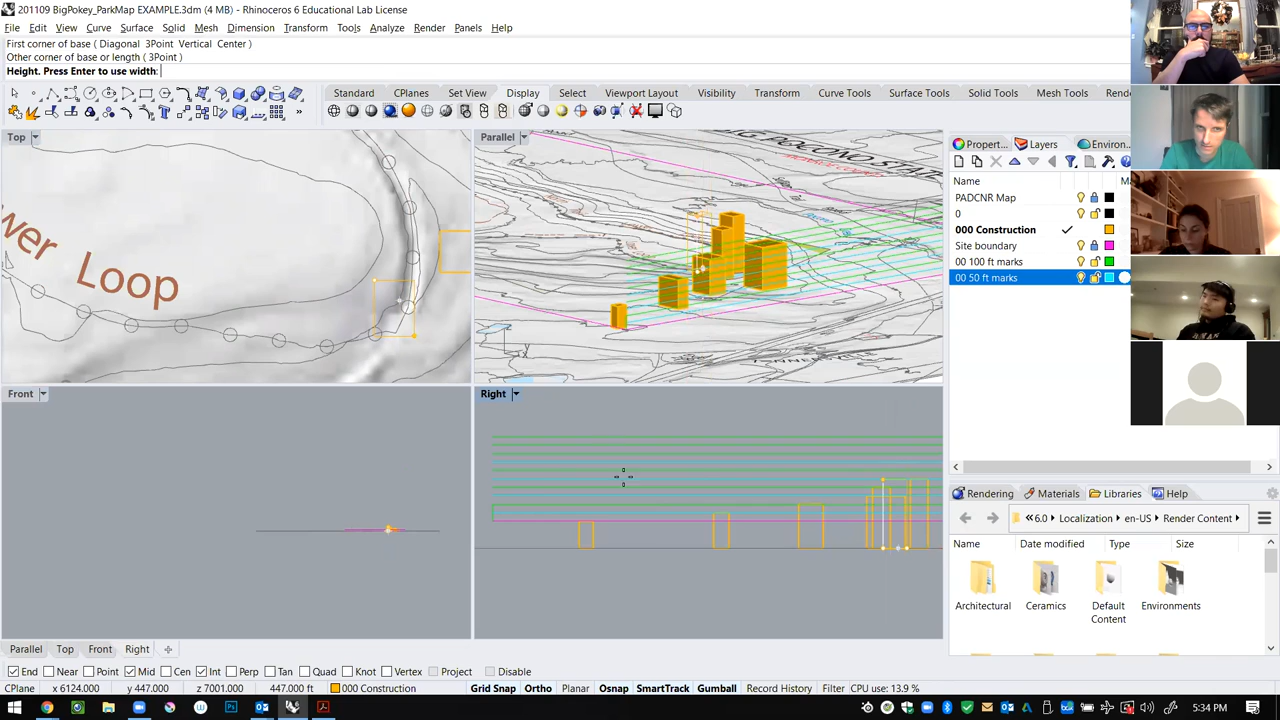 201109 BigPokey_ParkMap EXAMPLE.3dm (4 MB) - Rhinoceros 6 Educational Lab License
File Edit View Curve Surface Solid Mesh Dimension Transform Tools Analyze Render Panels Help
First corner of base ( Diagonal 3Point Vertical Center )
Other corner of base or length ( 3Point )
Height. Press Enter to use width:
Standard CPlanes Set View Display Select Viewport Layout Visibility Transform Curve Tools Surface Tools Solid Tools Mesh Tools Rende
Top
Parallel
wer Loop
Front
Right
Propert... Layers Environ...
Name Ma
PADCNR Map
0
000 Construction
Site boundary
00 100 ft marks
00 50 ft marks
Rendering Materials Libraries Help
« 6.0 Localization en-US Render Content
Name Date modified Type Size
Architectural Ceramics Default Content Environments
Parallel Top Front Right
End Near Point Mid Cen Int Perp Tan Quad Knot Vertex Project Disable
CPlane x 6124.000 y 447.000 z 7001.000 447.000 ft 000 Construction Grid Snap Ortho Planar Osnap SmartTrack Gumball Record History Filter CPU use: 13.9 %
5:34 PM